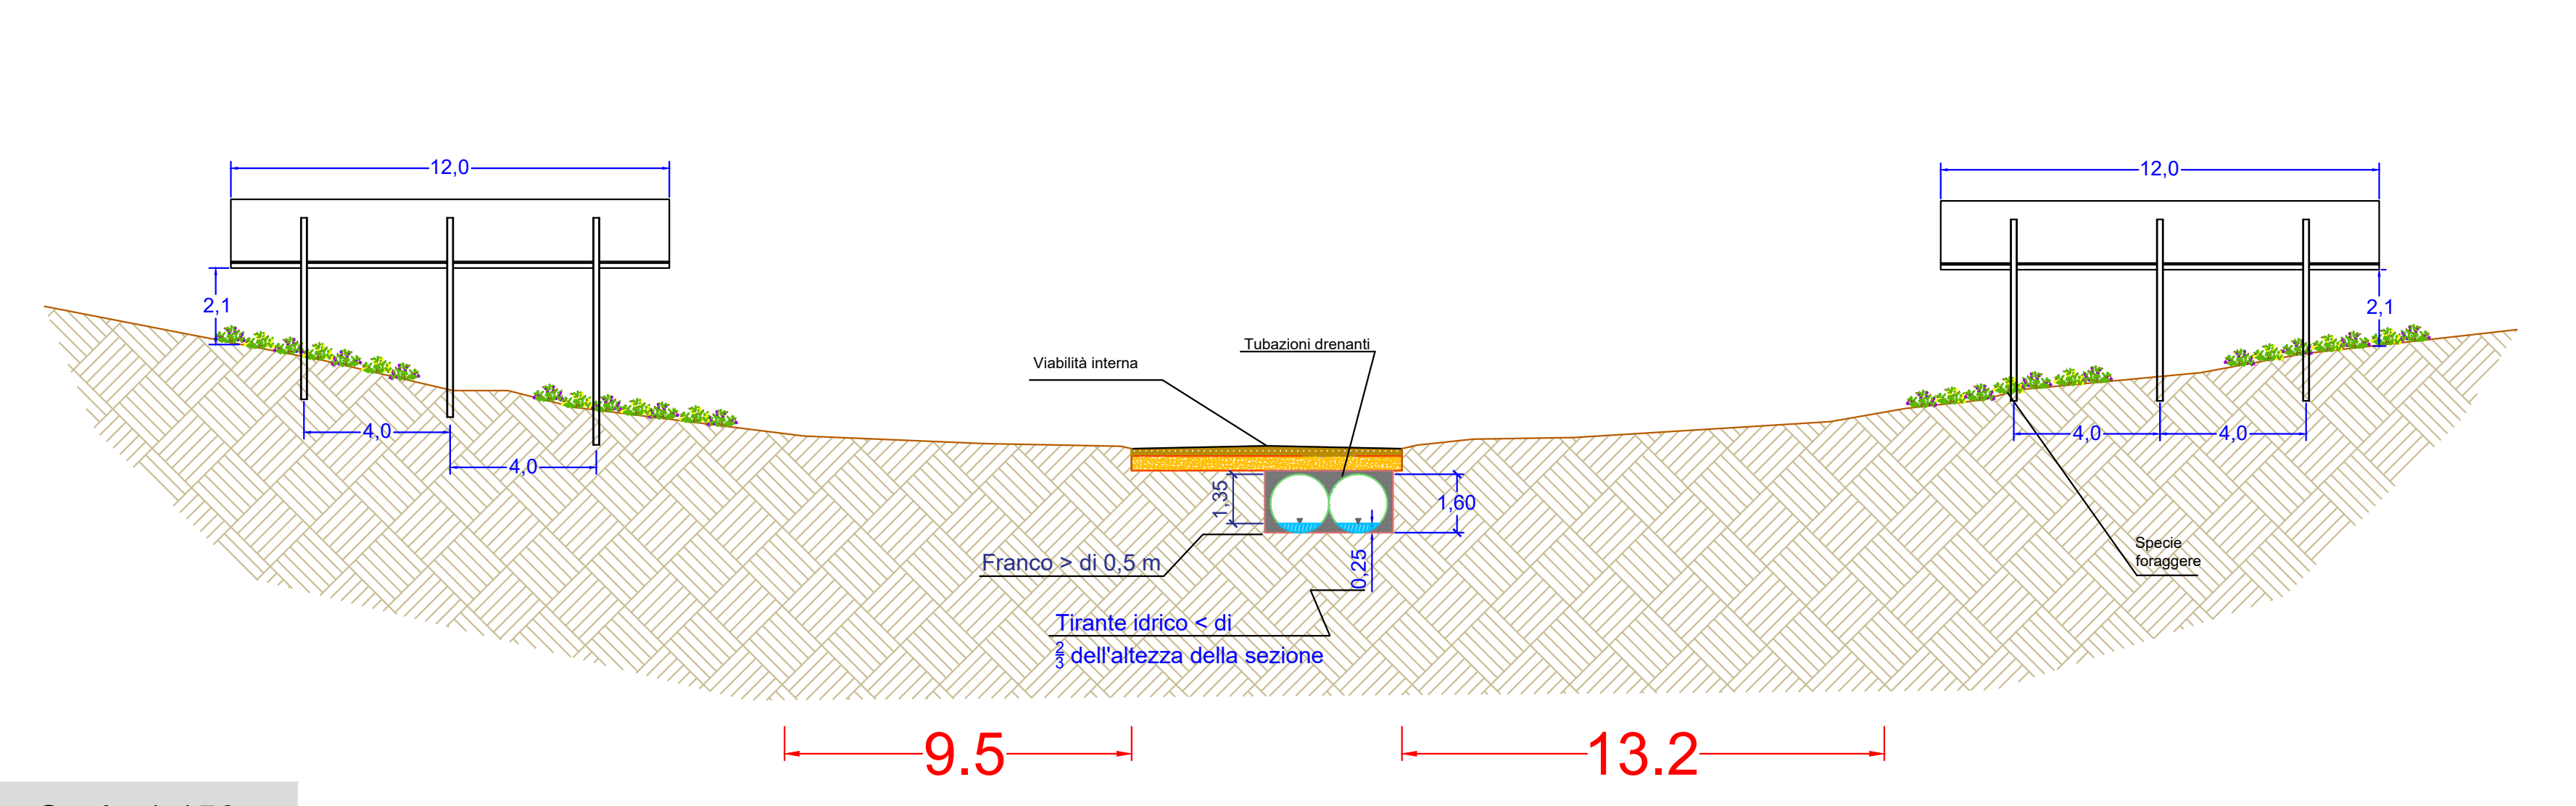 12,0
12,0
2,1
2,1
Tubazioni drenanti
Viabilità interna
4,0
4,0
4,0
4,0
1,35
1,60
Franco > di 0,5 m
0,25
Specie
foraggere
Tirante idrico < di
2/3 dell'altezza della sezione
9.5
13.2